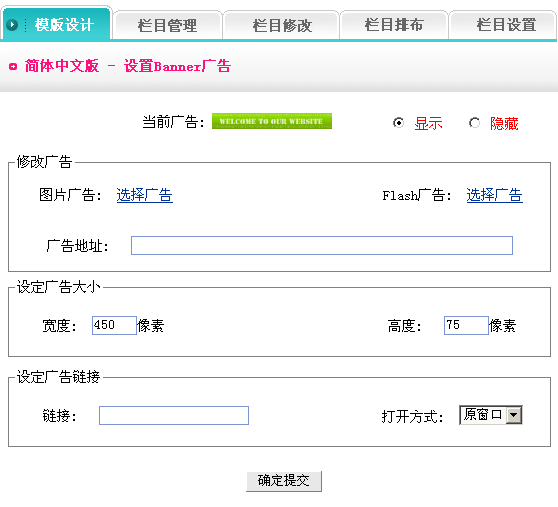 模版设计 栏目管理 栏目修改 栏目排布 栏目设置
简体中文版 - 设置Banner广告
当前广告: WELCOME TO OUR WEBSITE 显示 隐藏
修改广告
图片广告: 选择广告 Flash广告: 选择广告
广告地址:
设定广告大小
宽度: 450 像素 高度: 75 像素
设定广告链接
链接: 打开方式: 原窗口
确定提交